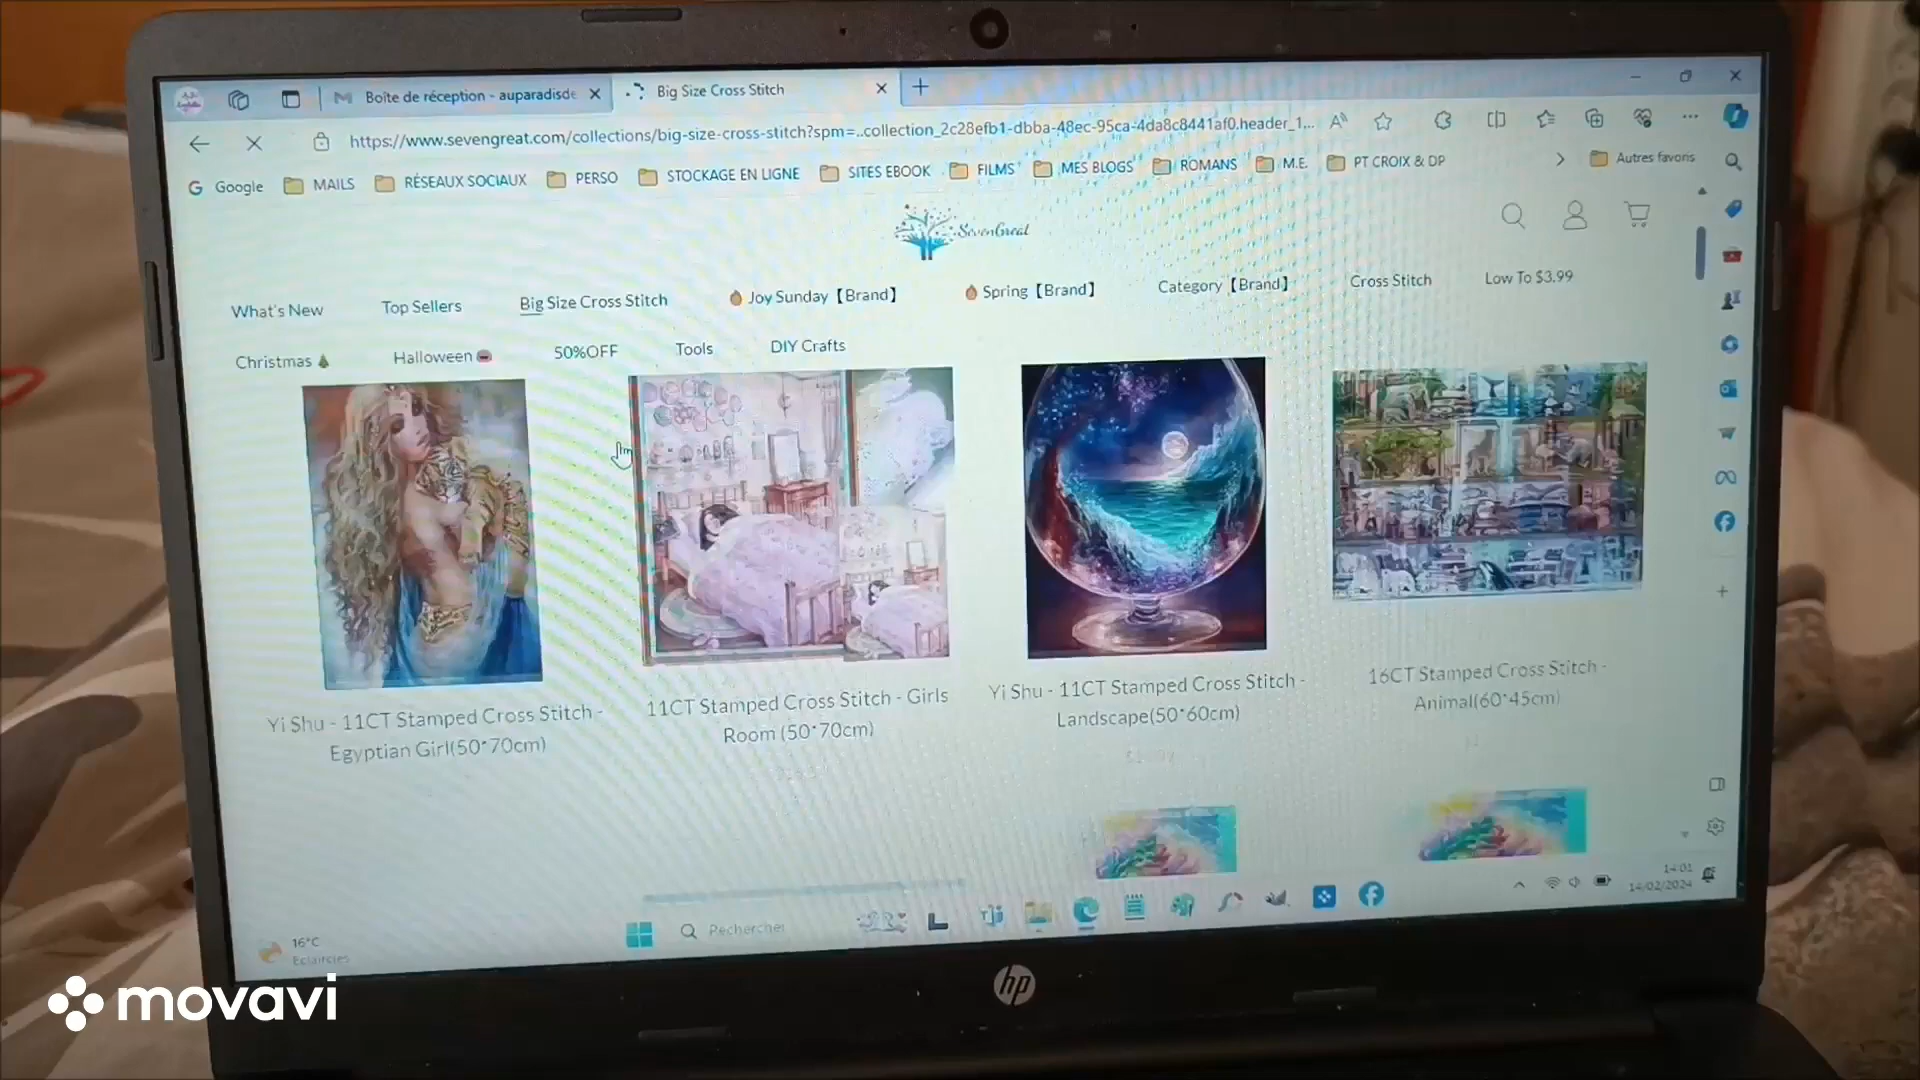 Boîte de réception - auparadisde
Big Size Cross Stitch
https://www.sevengreat.com/collections/big-size-cross-stitch?spm=..collection_2c28efb1-dbba-48ec-95ca-4da8c8441af0.header_1...
Google MAILS RÉSEAUX SOCIAUX PERSO STOCKAGE EN LIGNE SITES EBOOK FILMS MES BLOGS ROMANS M.E. PT CROIX & DP Autres favoris
SevenGreat
What's New Top Sellers Big Size Cross Stitch Joy Sunday【Brand】 Spring【Brand】 Category【Brand】 Cross Stitch Low To $3.99
Christmas Halloween 50%OFF Tools DIY Crafts
Yi Shu - 11CT Stamped Cross Stitch -
Egyptian Girl(50*70cm)
11CT Stamped Cross Stitch - Girls
Room (50*70cm)
Yi Shu - 11CT Stamped Cross Stitch -
Landscape(50*60cm)
16CT Stamped Cross Stitch -
Animal(60*45cm)
16°C
Eclaircies
Rechercher
14:01
14/02/2024
hp
movavi